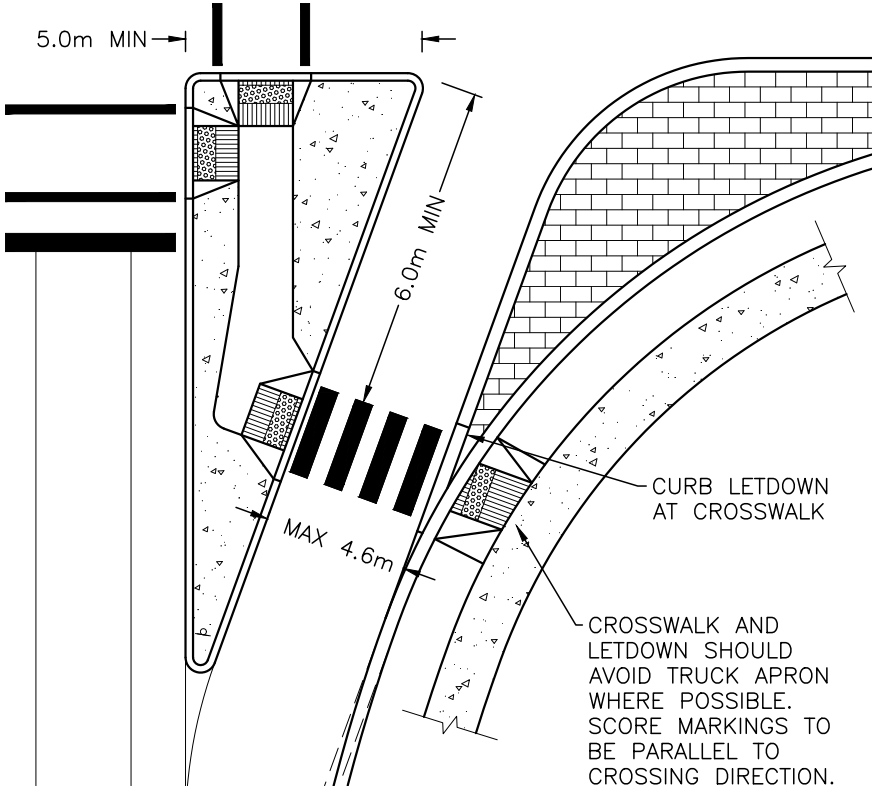 5.0m MIN
6.0m MIN
MAX 4.6m
CURB LETDOWN
AT CROSSWALK
CROSSWALK AND
LETDOWN SHOULD
AVOID TRUCK APRON
WHERE POSSIBLE.
SCORE MARKINGS TO
BE PARALLEL TO
CROSSING DIRECTION.